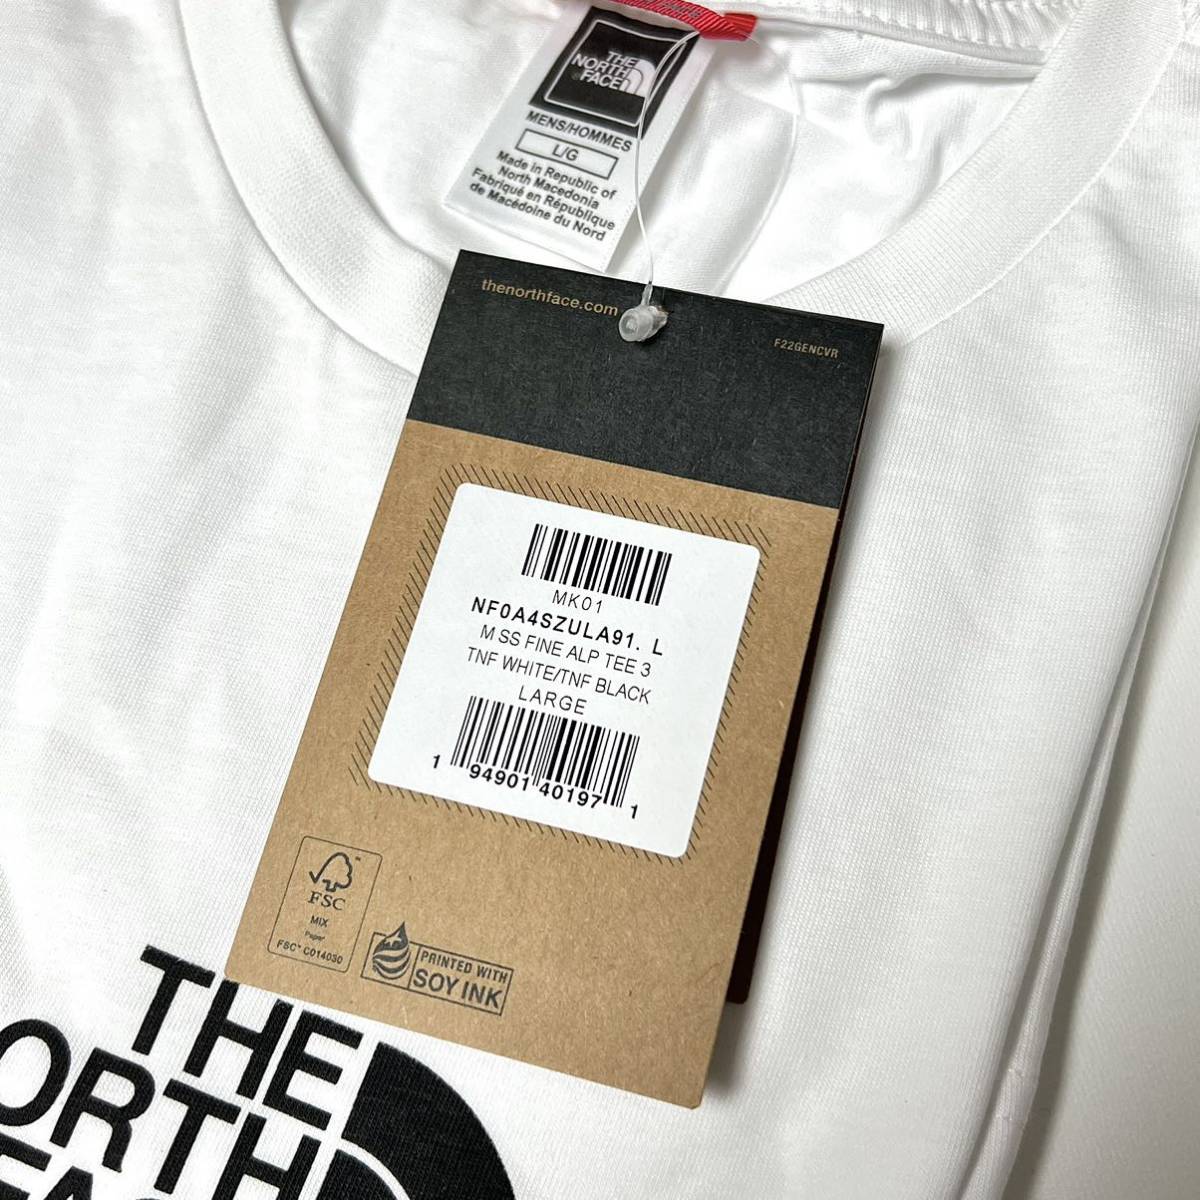 THE
NORTH
FACE
MENS/HOMMES
L/G
Made in Republic of
North Macedonia
Fabriqué en République
de Macédoine du Nord
thenorthface.com
F22GENCVR
MK01
NF0A4SZULA91. L
M SS FINE ALP TEE 3
TNF WHITE/TNF BLACK
LARGE
1 94901 40197 1
FSC
MIX
Paper
FSC® C014030
PRINTED WITH
SOY INK
THE
ORTH